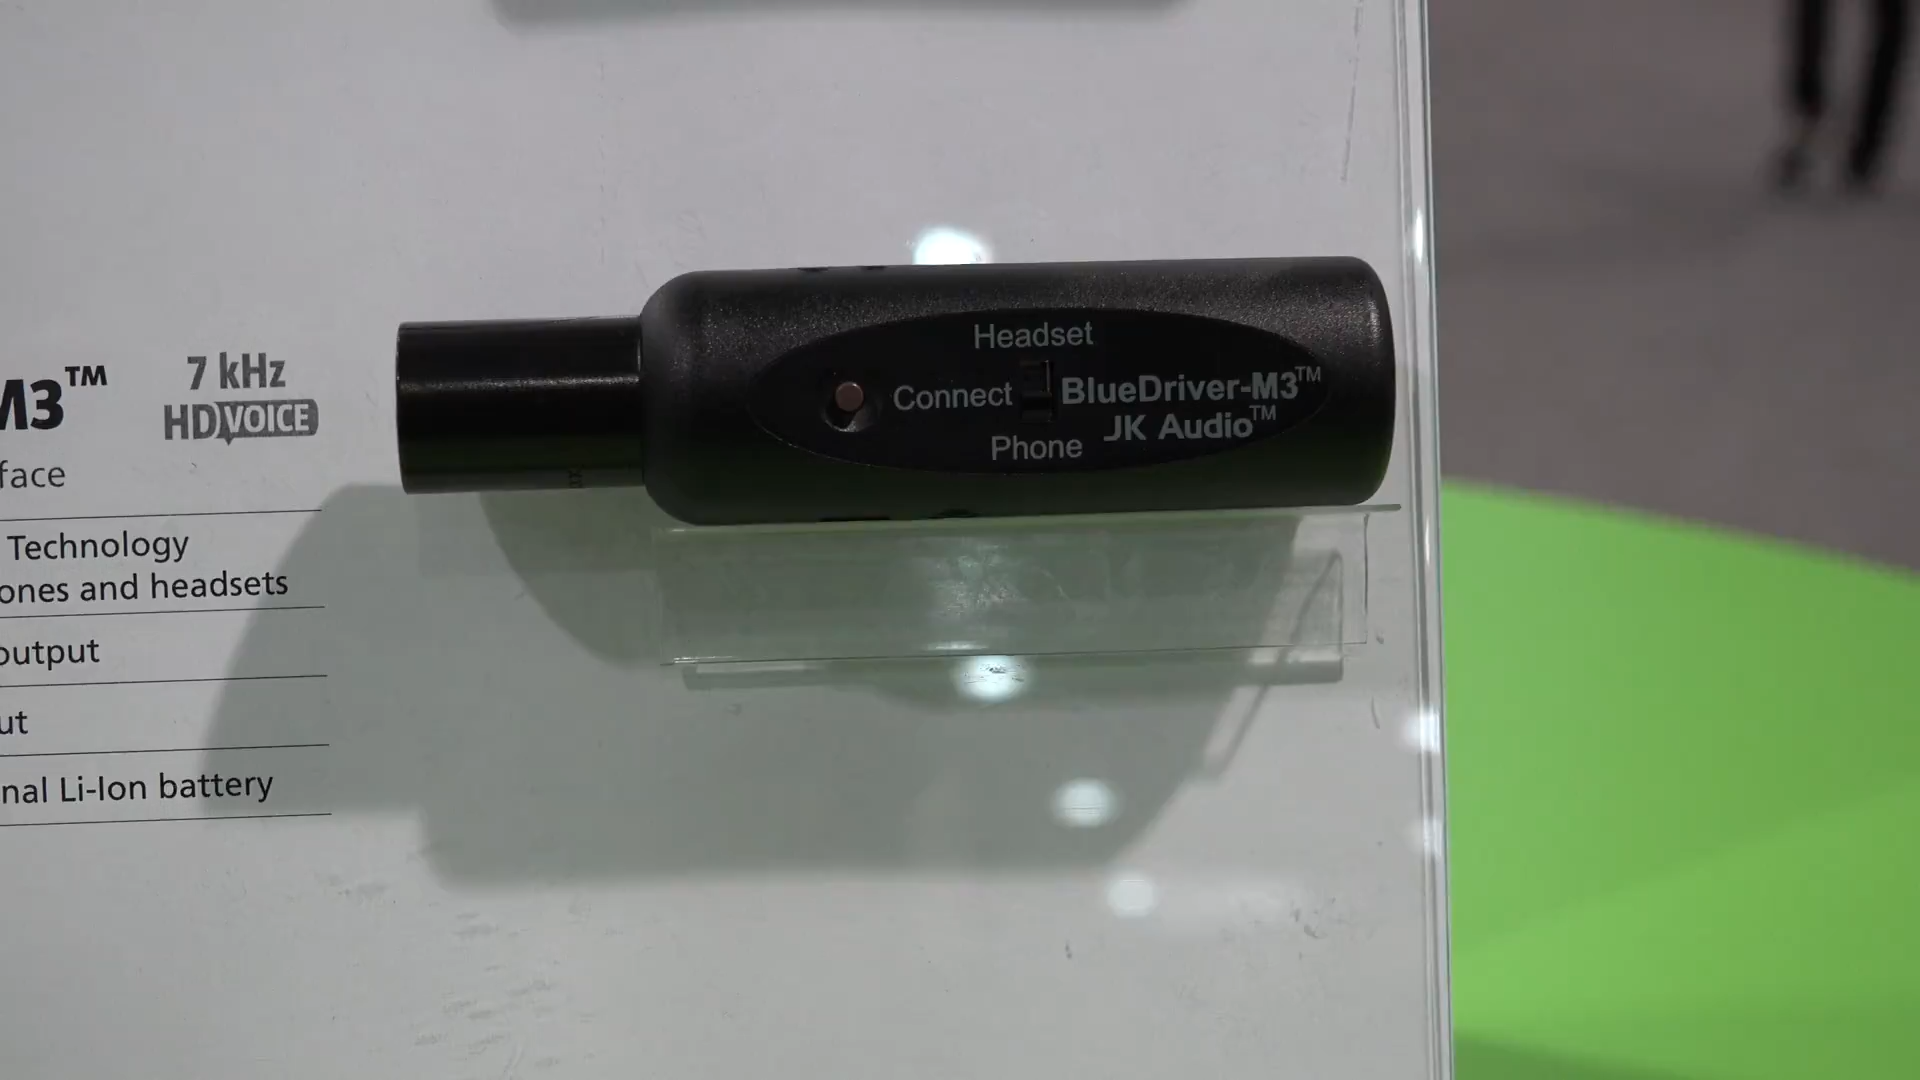 M3™
7 kHz
HD VOICE
face
Technology
ones and headsets
output
ut
nal Li-Ion battery
Headset
Connect
Phone
BlueDriver-M3™
JK Audio™